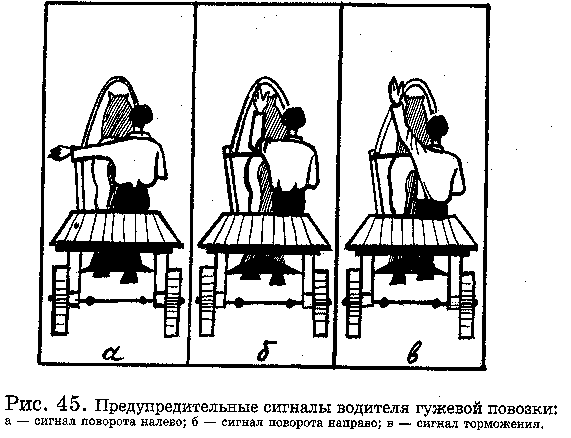 а б в
Рис. 45. Предупредительные сигналы водителя гужевой повозки:
а — сигнал поворота налево; б — сигнал поворота направо; в — сигнал торможения.